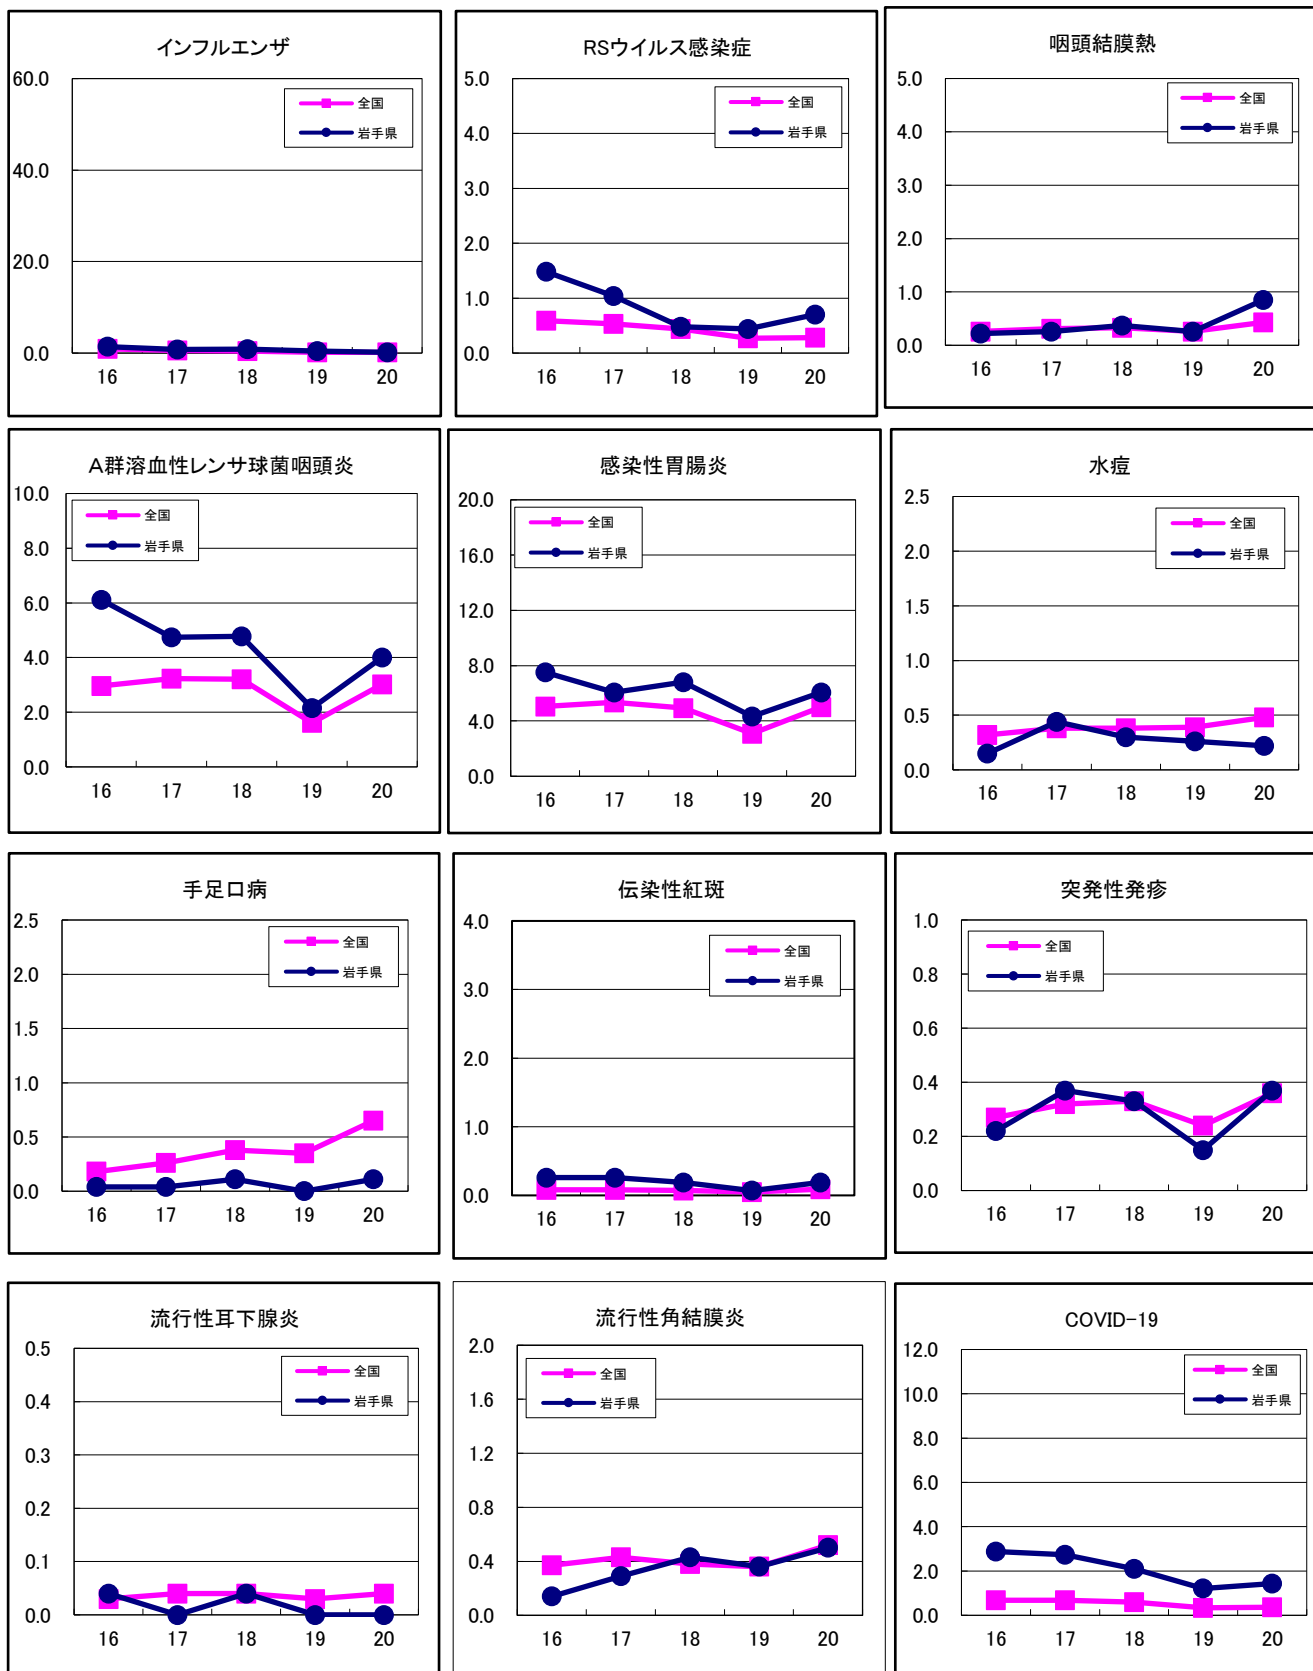 インフルエンザ
60.0
40.0
20.0
0.0
16 17 18 19 20
全国
岩手県
RSウイルス感染症
5.0
4.0
3.0
2.0
1.0
0.0
16 17 18 19 20
全国
岩手県
咽頭結膜熱
5.0
4.0
3.0
2.0
1.0
0.0
16 17 18 19 20
全国
岩手県
A群溶血性レンサ球菌咽頭炎
10.0
8.0
6.0
4.0
2.0
0.0
16 17 18 19 20
全国
岩手県
感染性胃腸炎
20.0
16.0
12.0
8.0
4.0
0.0
16 17 18 19 20
全国
岩手県
水痘
2.5
2.0
1.5
1.0
0.5
0.0
16 17 18 19 20
全国
岩手県
手足口病
2.5
2.0
1.5
1.0
0.5
0.0
16 17 18 19 20
全国
岩手県
伝染性紅斑
4.0
3.0
2.0
1.0
0.0
16 17 18 19 20
全国
岩手県
突発性発疹
1.0
0.8
0.6
0.4
0.2
0.0
16 17 18 19 20
全国
岩手県
流行性耳下腺炎
0.5
0.4
0.3
0.2
0.1
0.0
16 17 18 19 20
全国
岩手県
流行性角結膜炎
2.0
1.6
1.2
0.8
0.4
0.0
16 17 18 19 20
全国
岩手県
COVID-19
12.0
10.0
8.0
6.0
4.0
2.0
0.0
16 17 18 19 20
全国
岩手県